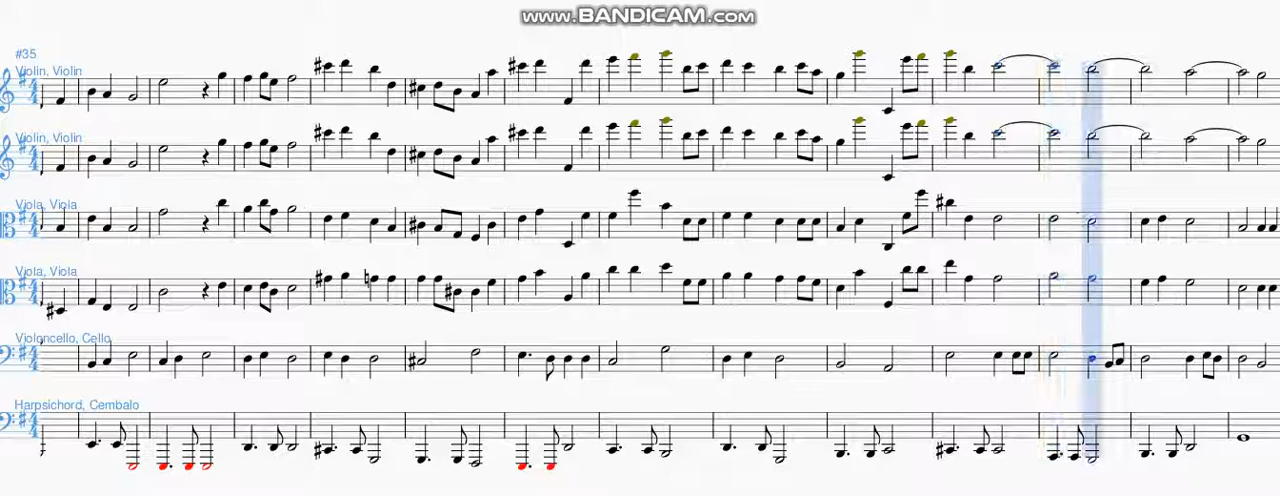 www.BANDICAM.com
#35
Violin, Violin
Violin, Violin
Viola, Viola
Viola, Viola
Violoncello, Cello
Harpsichord, Cembalo